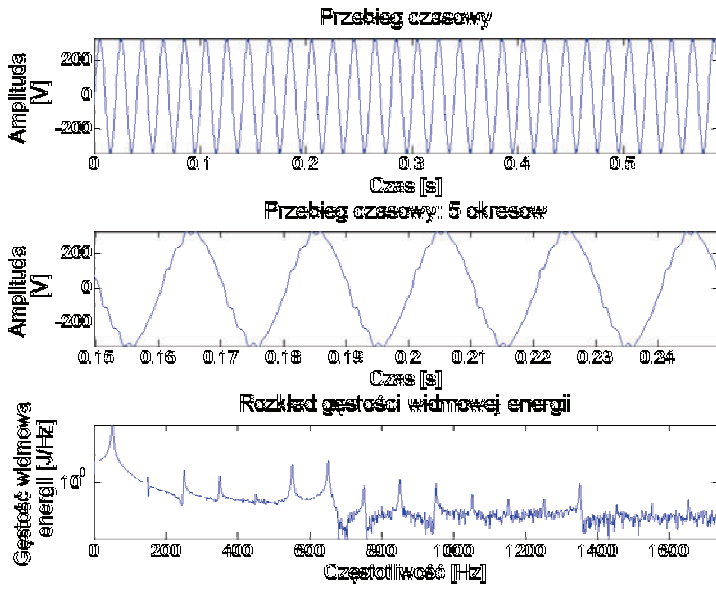 Przebieg czasowy
Amplituda
[V]
200
0
-200
0 0.1 0.2 0.3 0.4 0.5
Czas [s]
Przebieg czasowy: 5 okresow
Amplituda
[V]
200
0
-200
0.15 0.16 0.17 0.18 0.19 0.2 0.21 0.22 0.23 0.24
Czas [s]
Rozkład gęstości widmowej energii
Gęstość widmowa
energii [J/Hz]
10^0
0 200 400 600 800 1000 1200 1400 1600
Częstotliwość [Hz]